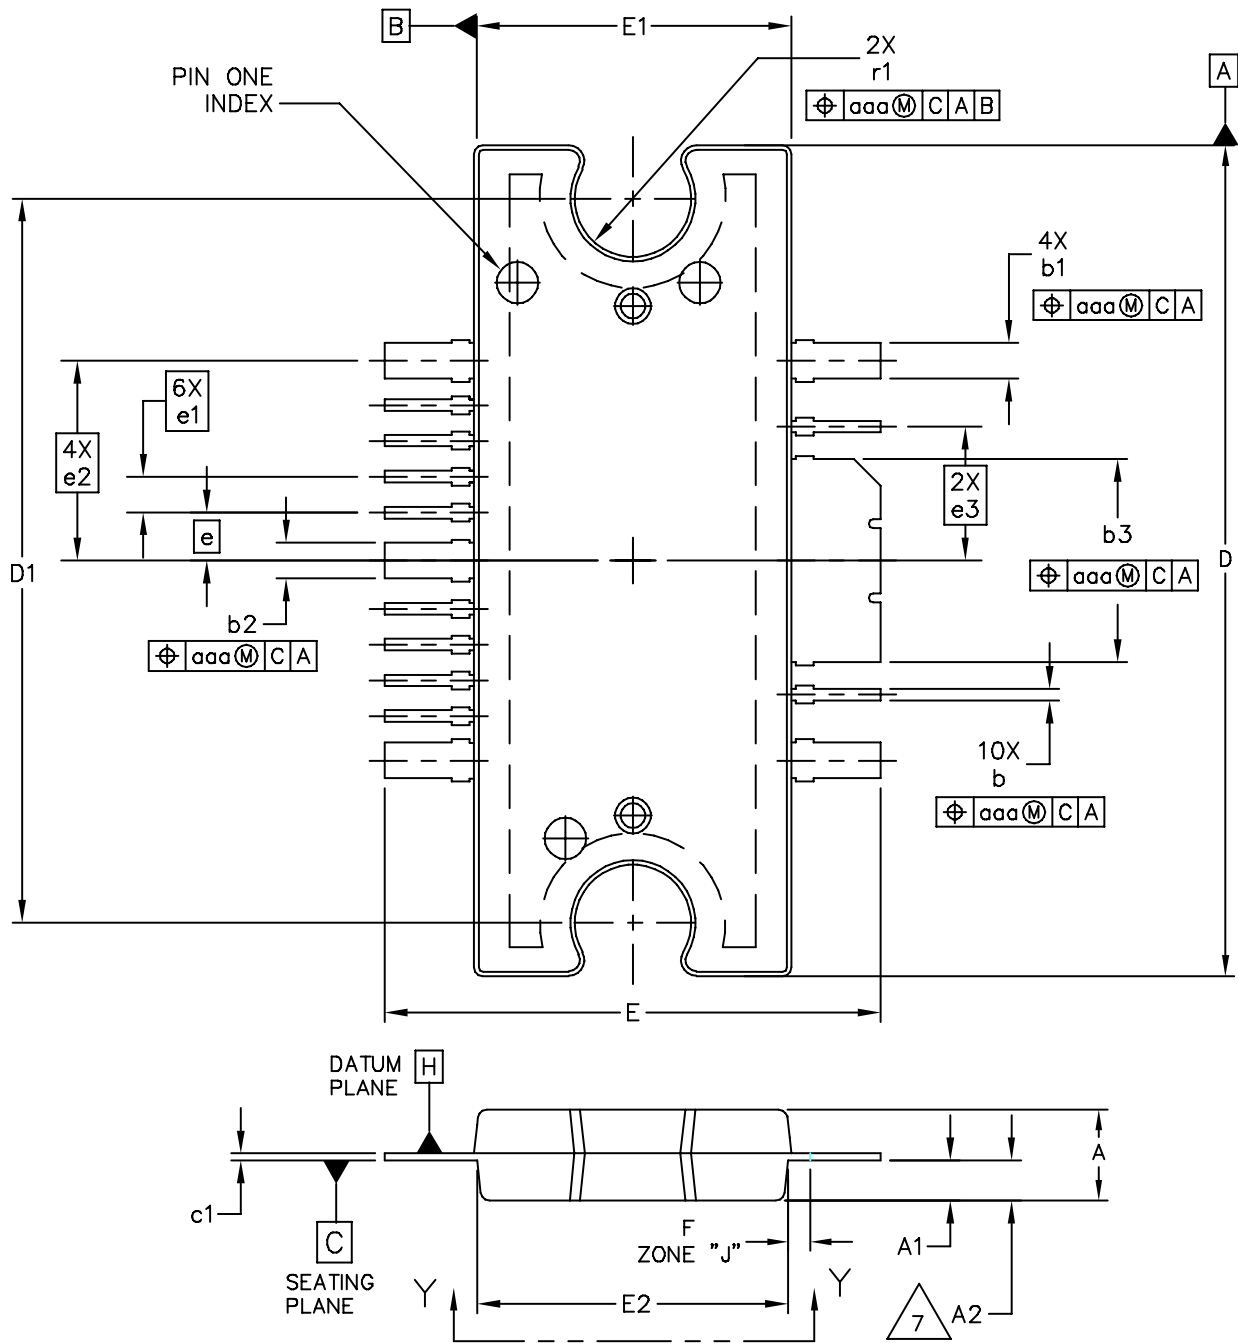 B
E1
2X
r1
⌖ aaa Ⓜ C A B
A
PIN ONE
INDEX
4X
b1
⌖ aaa Ⓜ C A
6X
e1
4X
e2
2X
e3
e
b3
⌖ aaa Ⓜ C A
D1
D
b2
⌖ aaa Ⓜ C A
10X
b
⌖ aaa Ⓜ C A
E
DATUM
PLANE
H
A
c1
C
SEATING
PLANE
F
ZONE "J"
A1
Y
Y
E2
7
A2